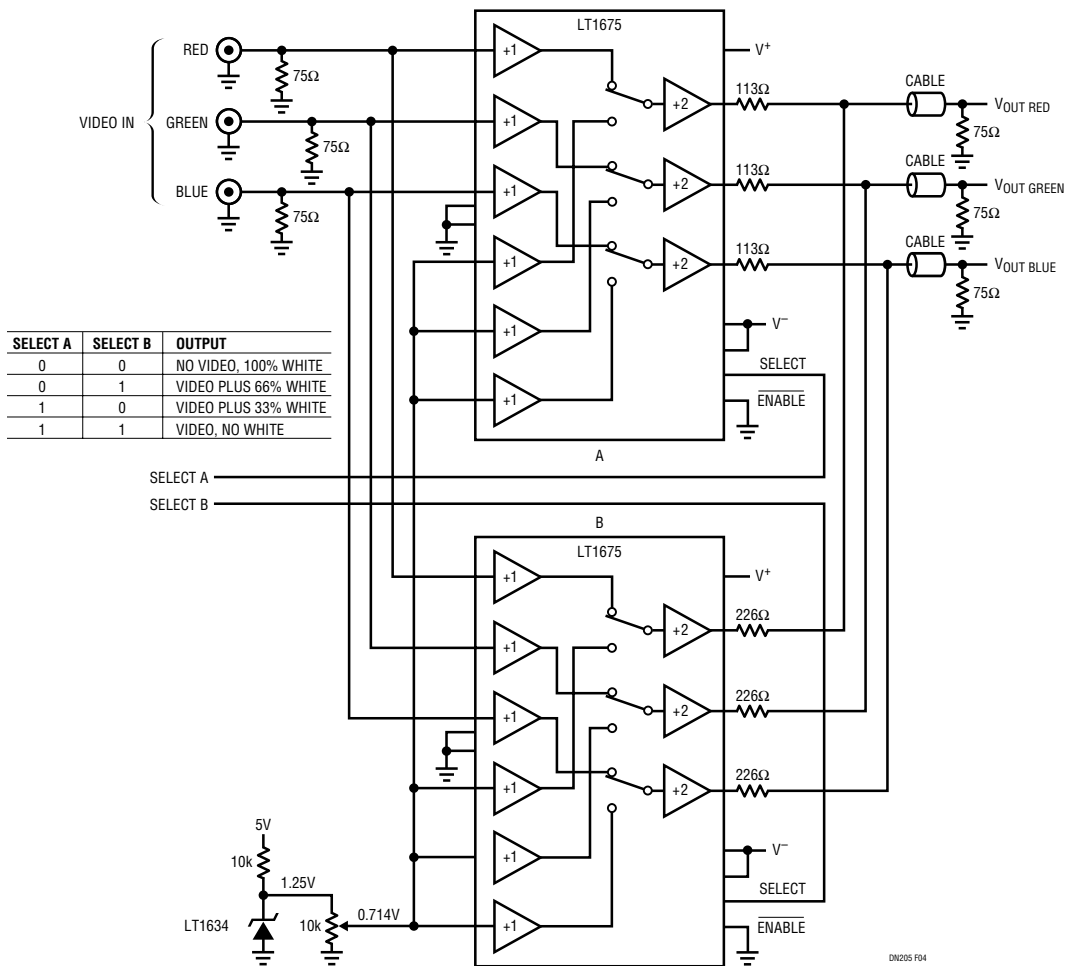 LT1675
RED
+1
V+
75Ω
CABLE
113Ω
+2
VOUT RED
VIDEO IN
GREEN
+1
75Ω
75Ω
CABLE
113Ω
+2
VOUT GREEN
BLUE
+1
75Ω
75Ω
CABLE
113Ω
+2
VOUT BLUE
+1
75Ω
+1
V–
SELECT
+1
ENABLE
SELECT A SELECT B OUTPUT
0 0 NO VIDEO, 100% WHITE
0 1 VIDEO PLUS 66% WHITE
1 0 VIDEO PLUS 33% WHITE
1 1 VIDEO, NO WHITE
A
SELECT A
SELECT B
B
LT1675
+1
V+
226Ω
+2
+1
226Ω
+2
+1
226Ω
+2
+1
5V
10k
1.25V
+1
V–
SELECT
LT1634
10k
0.714V
+1
ENABLE
DN205 F04